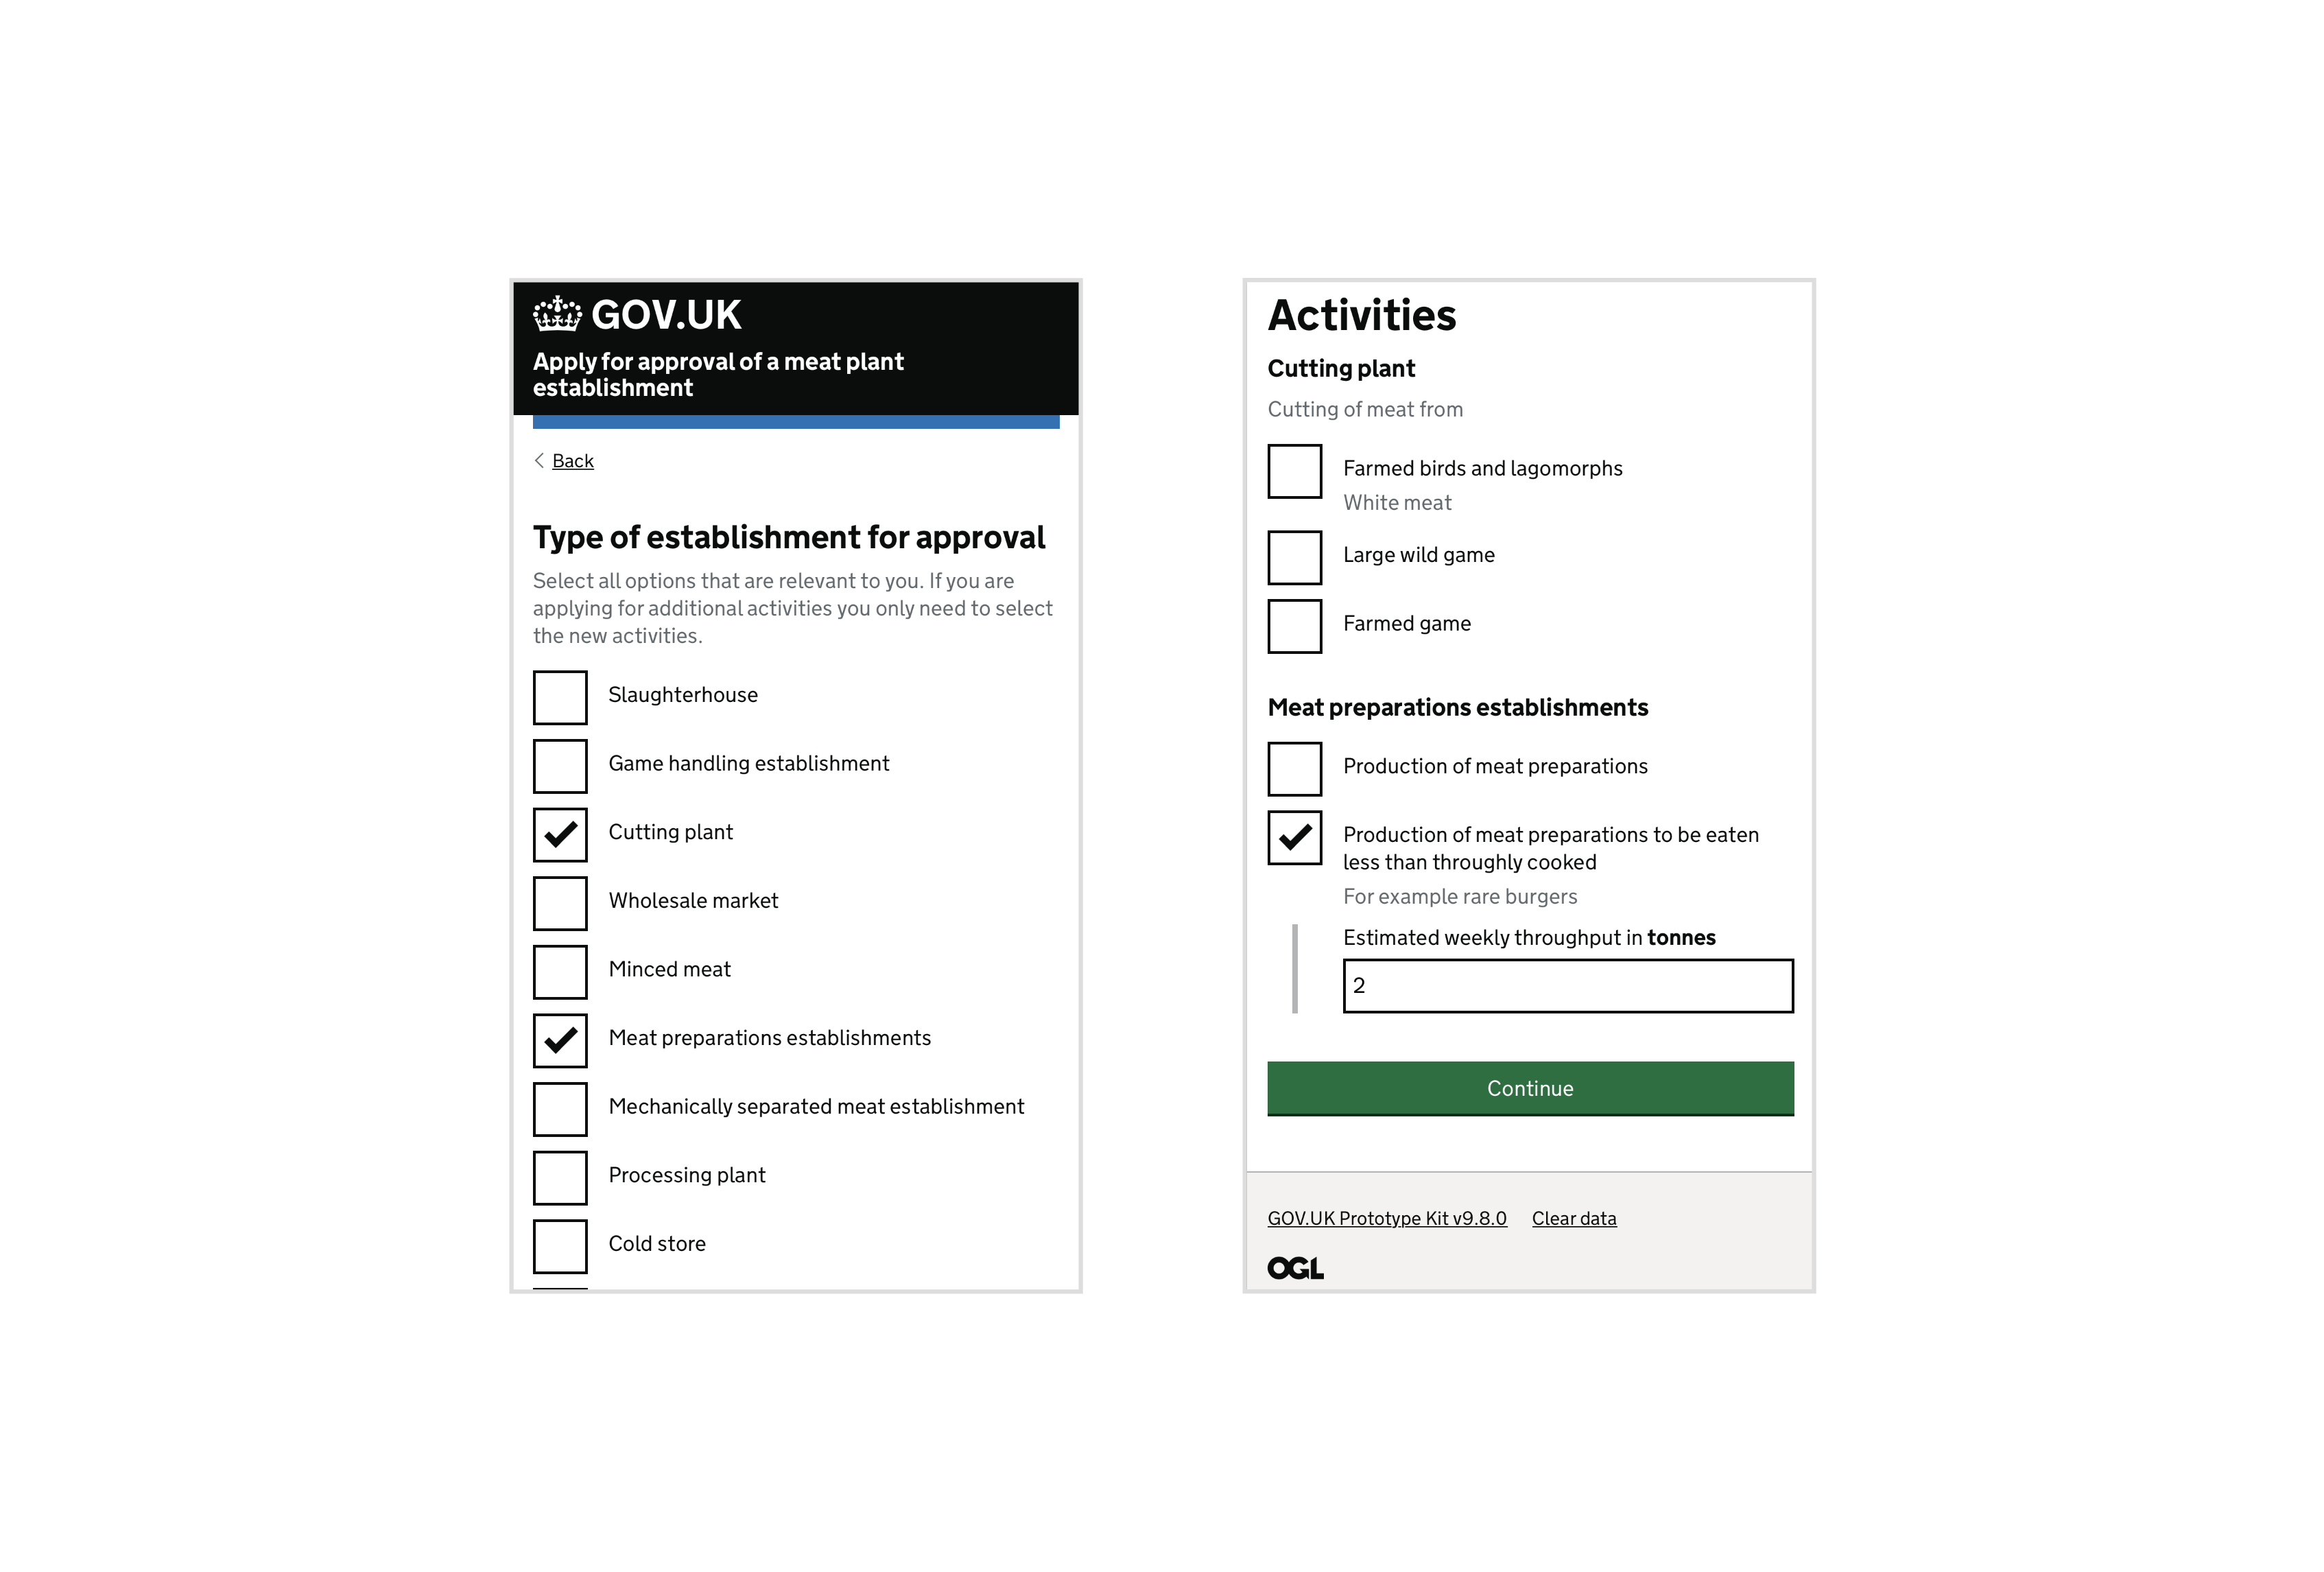 GOV.UK
Apply for approval of a meat plant
establishment
Back
Type of establishment for approval
Select all options that are relevant to you. If you are
applying for additional activities you only need to select
the new activities.
Slaughterhouse
Game handling establishment
Cutting plant
Wholesale market
Minced meat
Meat preparations establishments
Mechanically separated meat establishment
Processing plant
Cold store
Activities
Cutting plant
Cutting of meat from
Farmed birds and lagomorphs
White meat
Large wild game
Farmed game
Meat preparations establishments
Production of meat preparations
Production of meat preparations to be eaten
less than throughly cooked
For example rare burgers
Estimated weekly throughput in tonnes
2
Continue
GOV.UK Prototype Kit v9.8.0 Clear data
OGL